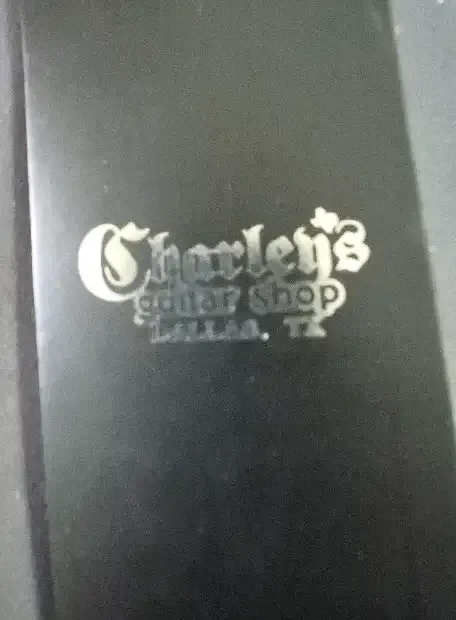 Charley's
guitar shop
Dallas, TX